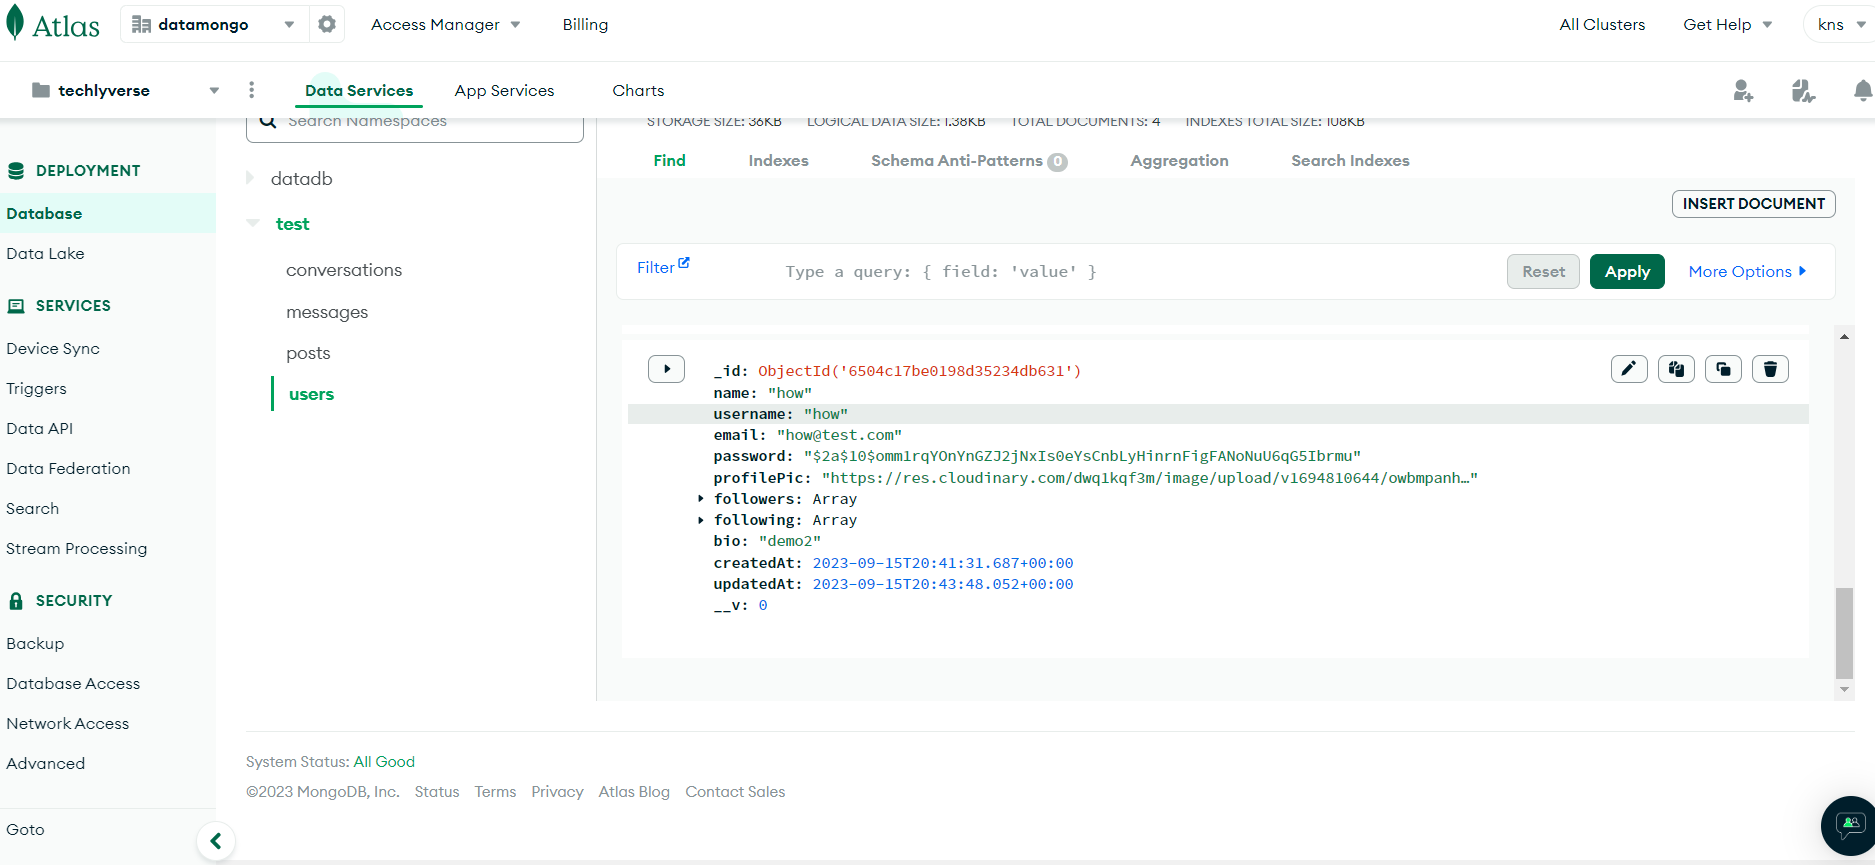 Atlas
datamongo
Access Manager
Billing
All Clusters
Get Help
kns
techlyverse
Data Services
App Services
Charts
Search Namespaces
STORAGE SIZE: 36KB LOGICAL DATA SIZE: 1.38KB TOTAL DOCUMENTS: 4 INDEXES TOTAL SIZE: 108KB
Find Indexes Schema Anti-Patterns 0 Aggregation Search Indexes
DEPLOYMENT
Database
Data Lake
SERVICES
Device Sync
Triggers
Data API
Data Federation
Search
Stream Processing
SECURITY
Backup
Database Access
Network Access
Advanced
Goto
datadb
test
conversations
messages
posts
users
INSERT DOCUMENT
Filter Type a query: { field: 'value' } Reset Apply More Options
_id: ObjectId('6504c17be0198d35234db631')
name: "how"
username: "how"
email: "how@test.com"
password: "$2a$10$omm1rqYOnYnGZJ2jNxIs0eYsCnbLyHinrnFigFANoNuU6qG5Ibrmu"
profilePic: "https://res.cloudinary.com/dwq1kqf3m/image/upload/v1694810644/owbmpanh…"
followers: Array
following: Array
bio: "demo2"
createdAt: 2023-09-15T20:41:31.687+00:00
updatedAt: 2023-09-15T20:43:48.052+00:00
__v: 0
System Status: All Good
©2023 MongoDB, Inc. Status Terms Privacy Atlas Blog Contact Sales